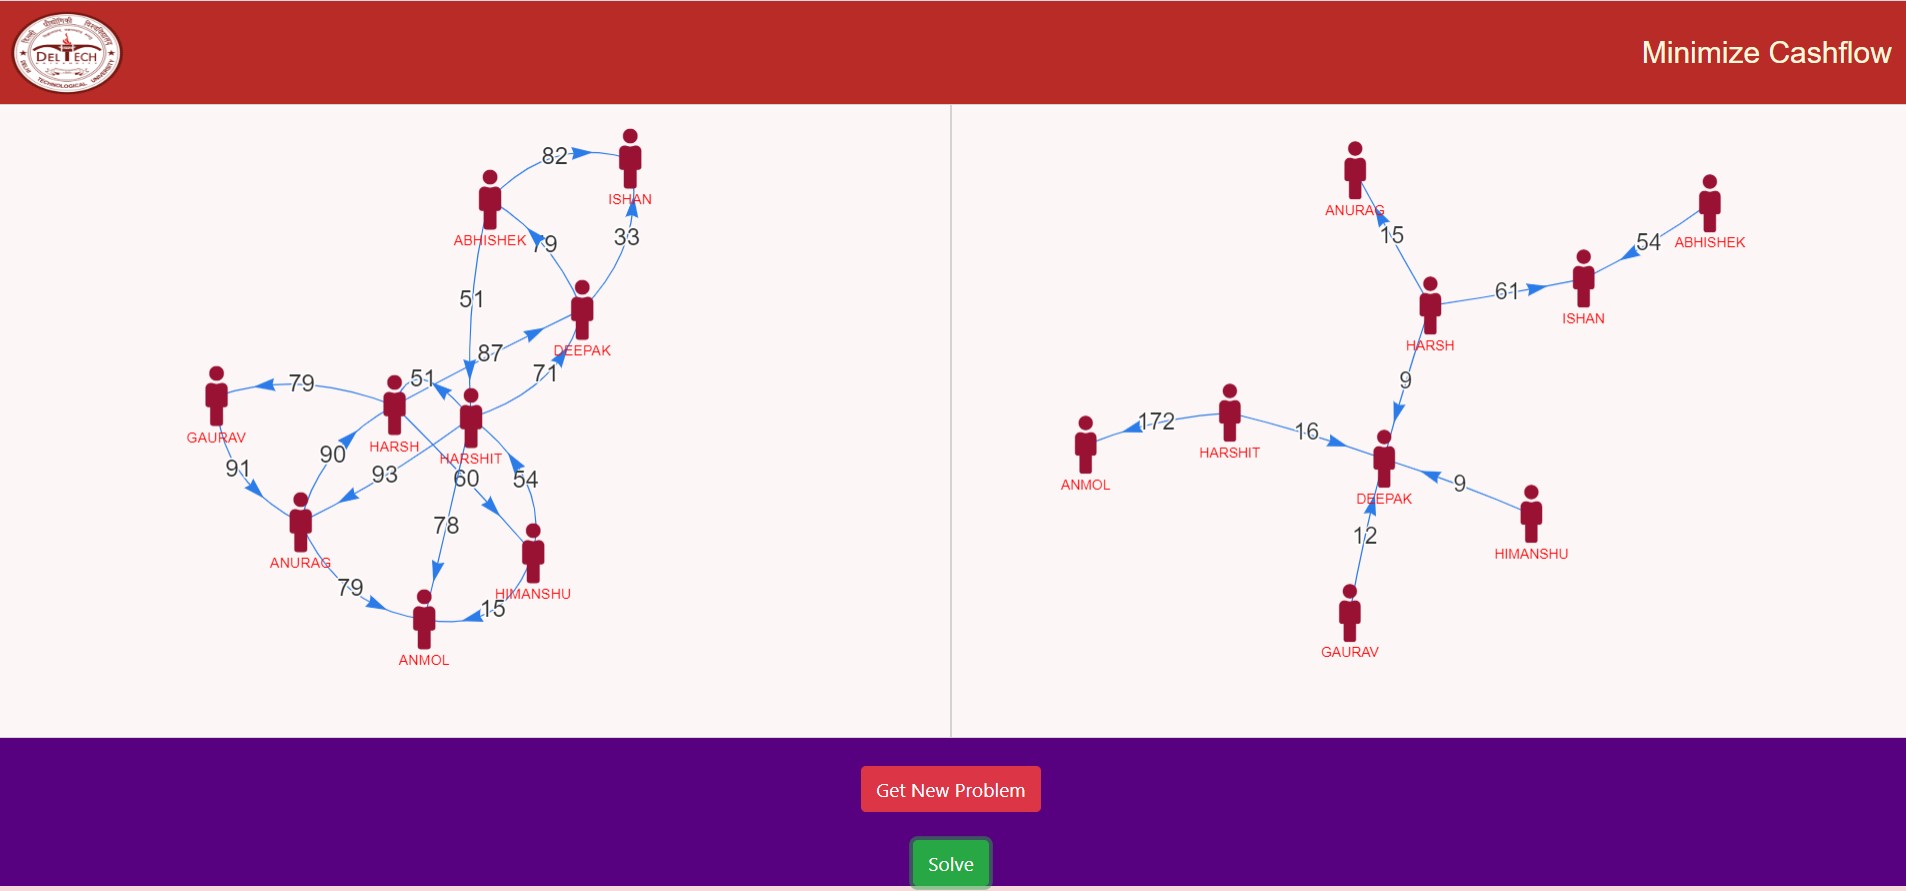 DELTECH
TECHNOLOGICAL
Minimize Cashflow
82
ISHAN
ABHISHEK
79
33
51
87
DEEPAK
71
79
51
GAURAV
HARSH
HARSHIT
90
91
93
60
54
78
ANURAG
79
HIMANSHU
15
ANMOL
ANURAG
15
54
ABHISHEK
61
ISHAN
HARSH
9
172
16
HARSHIT
ANMOL
9
DEEPAK
12
HIMANSHU
GAURAV
Get New Problem
Solve